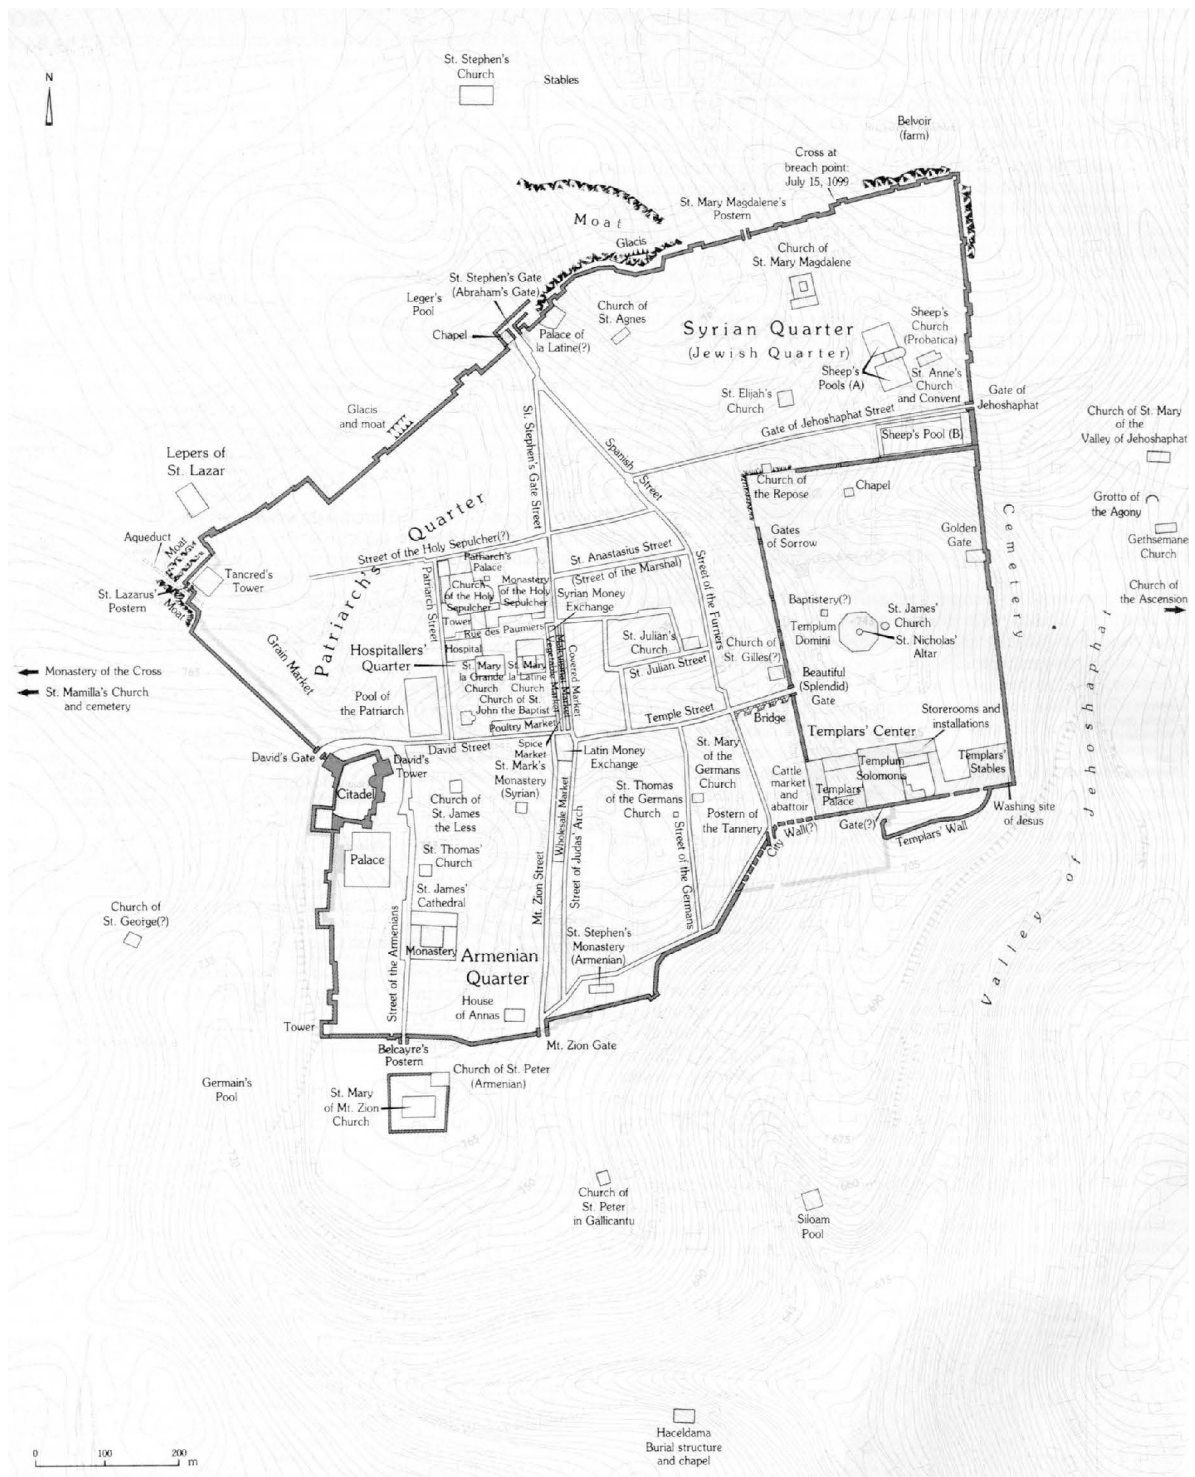 St. Stephen's
Church
Stables
N
Belvoir
(farm)
Cross at
breach point:
July 15, 1099
St. Mary Magdalene's
Postern
Moat
Glacis
Church of
St. Mary Magdalene
St. Stephen's Gate
(Abraham's Gate)
Leger's
Pool
Chapel
Church of
St. Agnes
Palace of
la Latine(?)
Syrian Quarter
(Jewish Quarter)
Sheep's
Church
(Probatica)
Sheep's
Pools (A)
St. Anne's
Church
and Convent
St. Elijah's
Church
Gate of
Jehoshaphat
Gate of Jehoshaphat Street
Sheep's Pool (B)
Church of St. Mary
of the
Valley of Jehoshaphat
Glacis
and moat
St. Stephen's Gate Street
Spanish
Street
Lepers of
St. Lazar
Church of
the Repose
Chapel
Grotto of
the Agony
Gethsemane
Church
Cemetery
Patriarch's Quarter
Aqueduct
Moat
Street of the Holy Sepulcher(?)
Gates
of Sorrow
Golden
Gate
St. Anastasius Street
(Street of the Marshal)
Patriarch's
Palace
Church
of the Holy
Sepulcher
Monastery
of the Holy
Sepulcher
Syrian Money
Exchange
Tancred's
Tower
St. Lazarus'
Postern
Moat
Patriarch Street
Street of the Furriers
Church of
the Ascension
Baptistery(?)
Templum
Domini
St. James'
Church
St. Nicholas'
Altar
Tower
Rue des Paumiers
Hospital
Hospitallers'
Quarter
St. Julian's
Church
Church of
St. Gilles(?)
St. Julian Street
Covered Market
Vegetable Market
Grain Market
Monastery of the Cross
St. Mamilla's Church
and cemetery
St. Mary
la Grande
Church
St. Mary
la Latine
Church
Church of St.
John the Baptist
Pool of
the Patriarch
Beautiful
(Splendid)
Gate
Temple Street
Poultry Market
Bridge
Storerooms and
installations
Templars' Center
David's Gate
David Street
David's
Tower
Spice
Market
Latin Money
Exchange
St. Mark's
Monastery
(Syrian)
St. Mary
of the
Germans
Church
Templum
Solomonis
Templars'
Stables
Citadel
Church of
St. James
the Less
Wholesale Market
St. Thomas
of the Germans
Church
Cattle
market
and
abattoir
Templars'
Palace
Washing site
of Jesus
Postern of
the Tannery
City Wall(?)
Gate(?)
Templars' Wall
Valley of Jehoshaphat
Palace
St. Thomas'
Church
St. James'
Cathedral
Monastery
Mt. Zion Street
Street of Judas' Arch
Street of the Germans
Street of the Armenians
Church of
St. George(?)
Armenian
Quarter
St. Stephen's
Monastery
(Armenian)
House
of Annas
Tower
Belcayre's
Postern
Mt. Zion Gate
Germain's
Pool
St. Mary
of Mt. Zion
Church
Church of St. Peter
(Armenian)
Church of
St. Peter
in Gallicantu
Siloam
Pool
Haceldama
Burial structure
and chapel
0 100 200 m